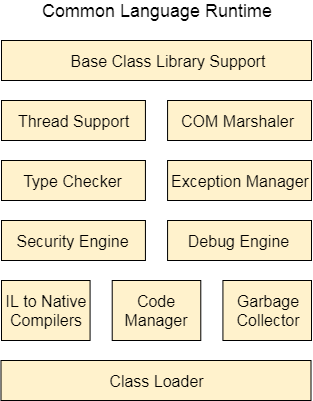 Common Language Runtime
Base Class Library Support
Thread Support
COM Marshaler
Type Checker
Exception Manager
Security Engine
Debug Engine
IL to Native
Compilers
Code
Manager
Garbage
Collector
Class Loader